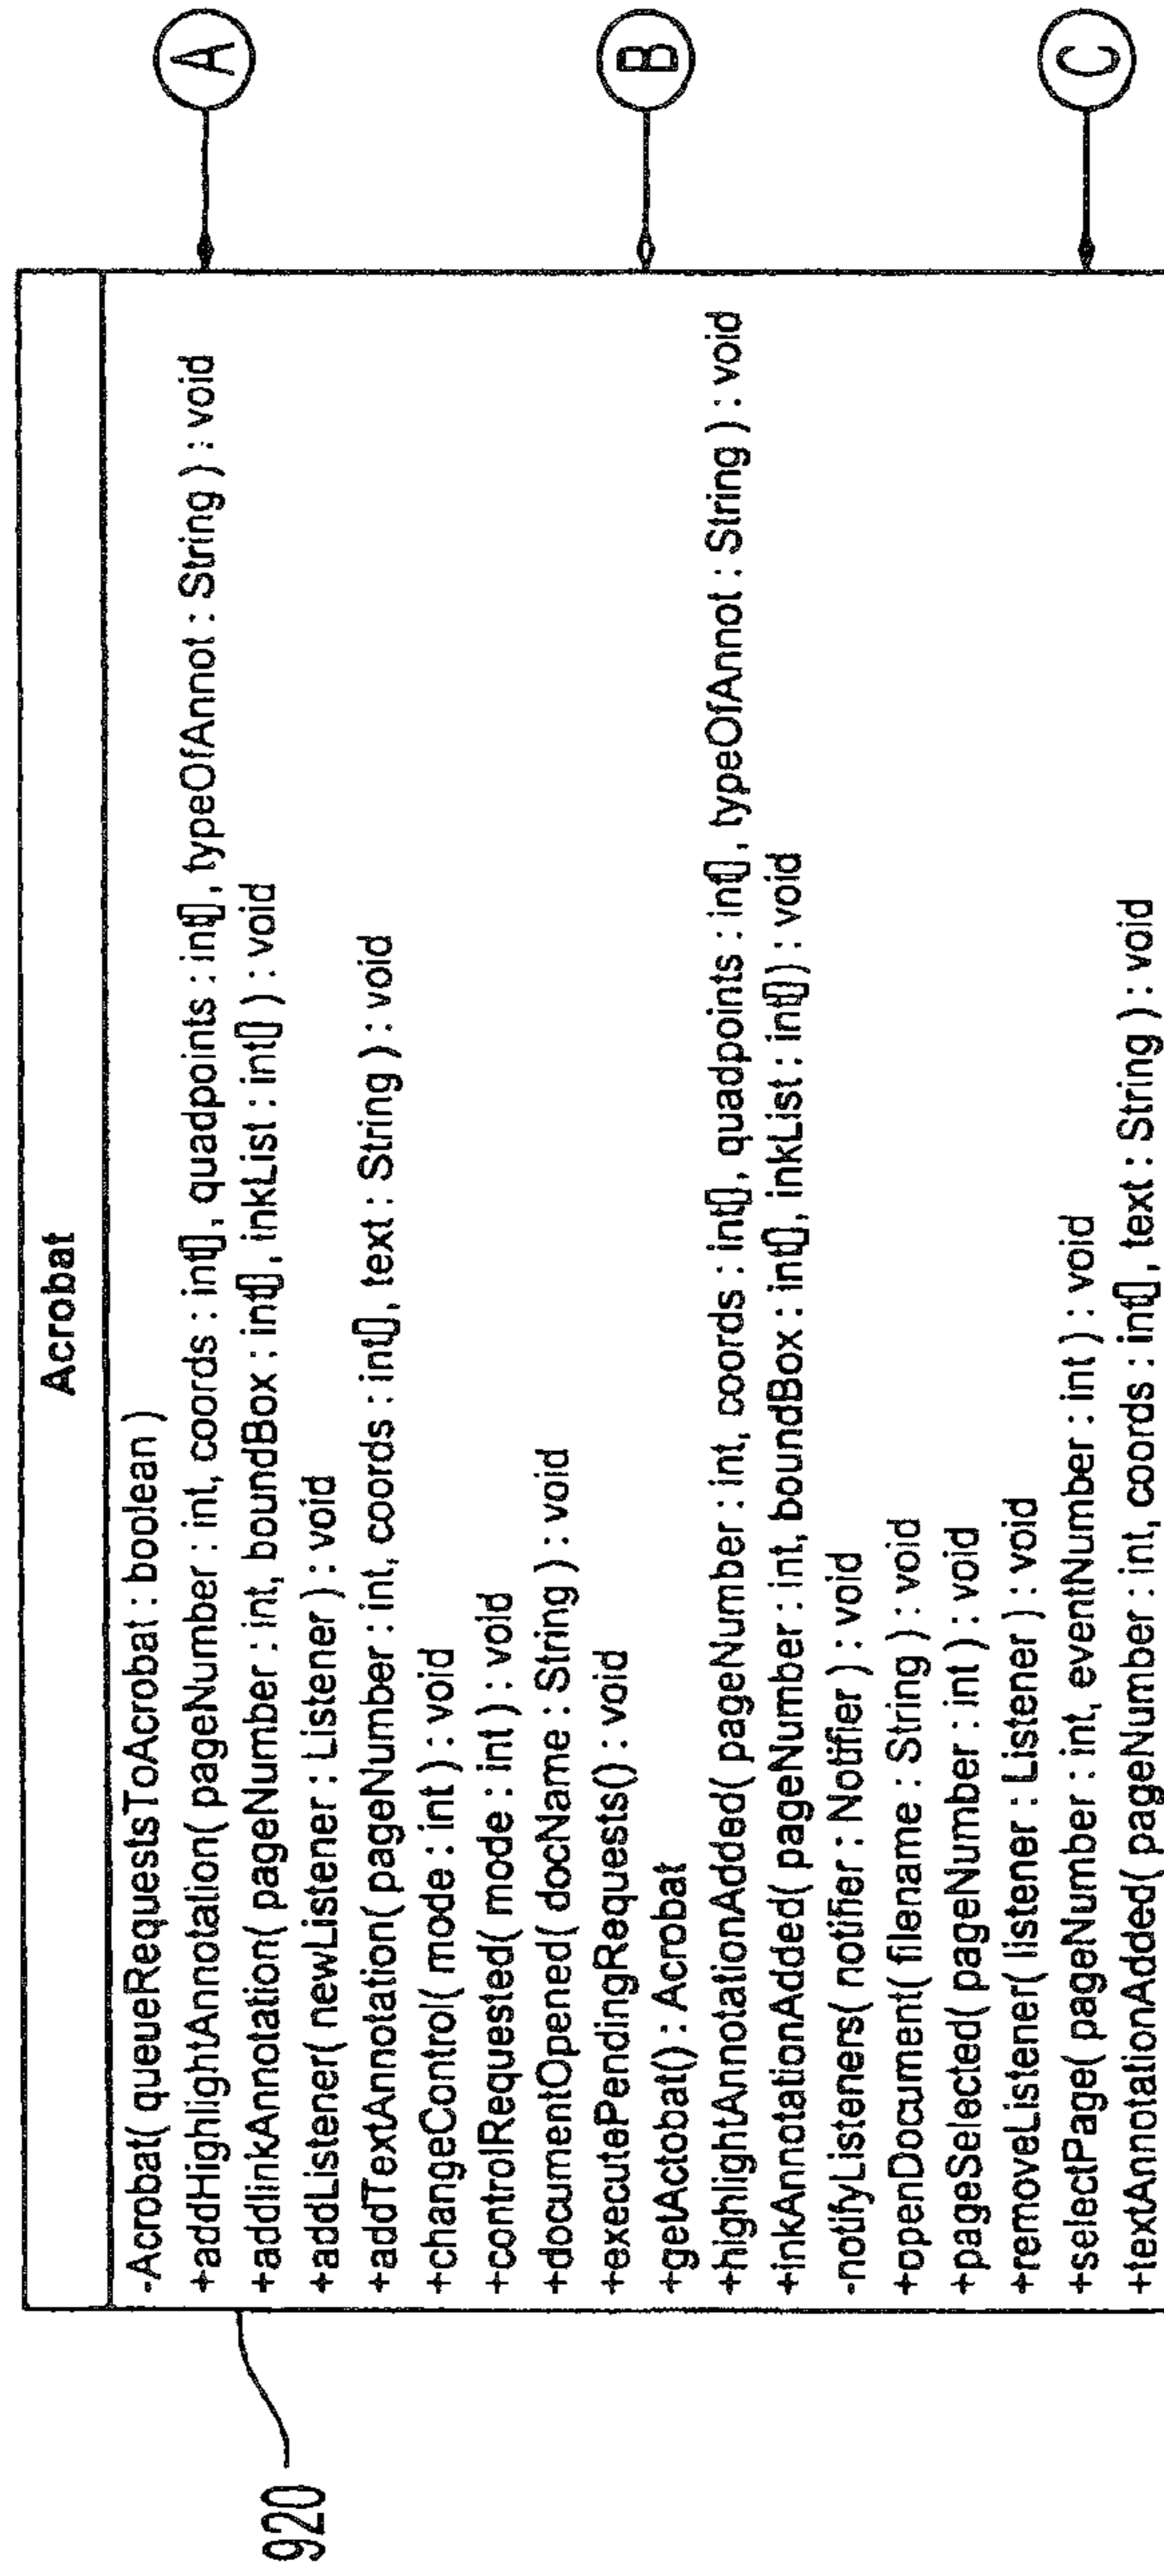 Acrobat
-Acrobat( queueRequestsToAcrobat : boolean )
+addHighlightAnnotation( pageNumber : int, coords : int[], quadpoints : int[], typeOfAnnot : String ) : void
+addInkAnnotation( pageNumber : int, boundBox : int[], inkList : int[] ) : void
+addListener( newListener : Listener ) : void
+addTextAnnotation( pageNumber : int, coords : int[], text : String ) : void
+changeControl( mode : int ) : void
+controlRequested( mode : int ) : void
+documentOpened( docName : String ) : void
+executePendingRequests() : void
+getActobat() : Acrobat
+highlightAnnotationAdded( pageNumber : int, coords : int[], quadpoints : int[], typeOfAnnot : String ) : void
+inkAnnotationAdded( pageNumber : int, boundBox : int[], inkList : int[]) : void
-notifyListeners( notifier : Notifier ) : void
+openDocument( filename : String ) : void
+pageSelected( pageNumber : int ) : void
+removeListener( listener : Listener ) : void
+selectPage( pageNumber : int, eventNumber : int ) : void
+textAnnotationAdded( pageNumber : int, coords : int[], text : String ) : void
920
A
B
C